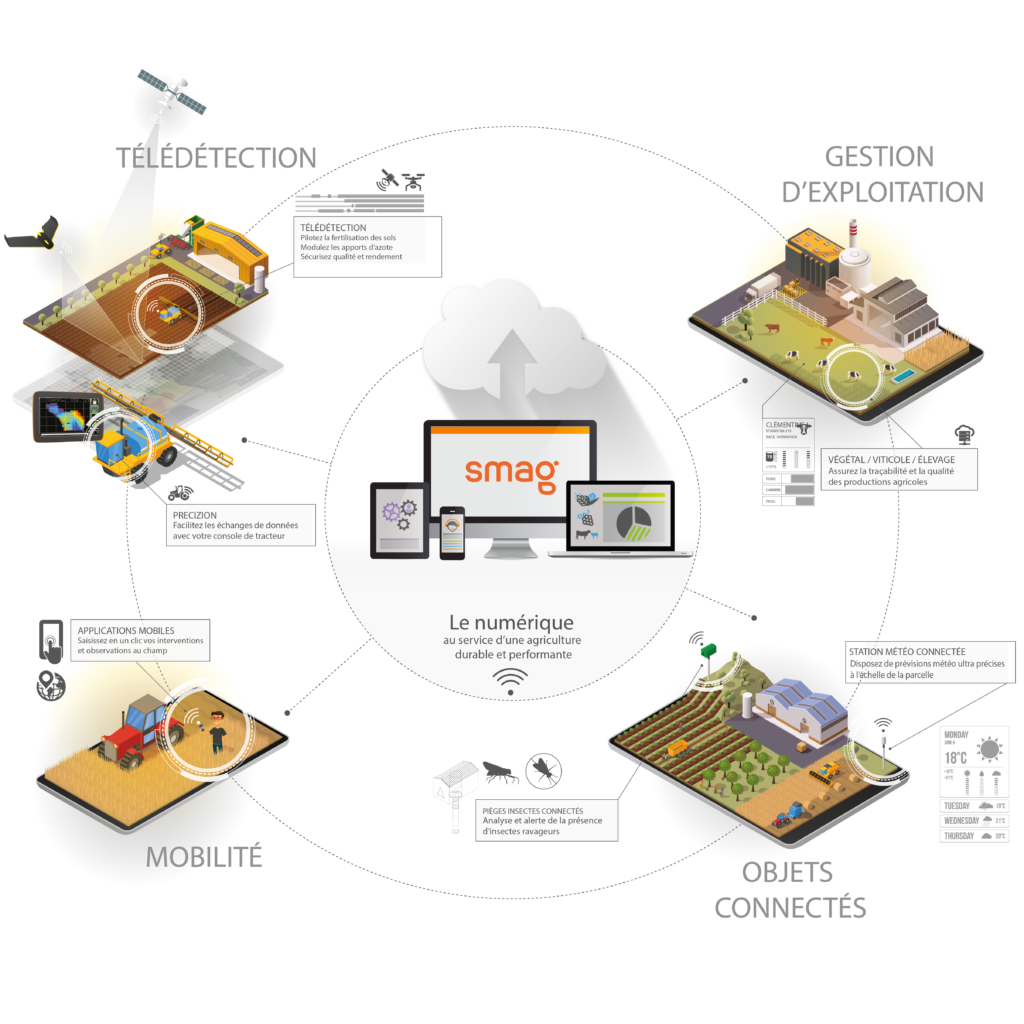 TÉLÉDÉTECTION
TÉLÉDÉTECTION
Pilotez la fertilisation des sols
Modulez les apports d'azote
Sécurisez qualité et rendement
GESTION
D'EXPLOITATION
CLÉMENTINE
RACE : NORMANDE
VÉGÉTAL / VITICOLE / ÉLEVAGE
Assurez la traçabilité et la qualité
des productions agricoles
PRECIZION
Facilitez les échanges de données
avec votre console de tracteur
smag
Le numérique
au service d'une agriculture
durable et performante
APPLICATIONS MOBILES
Saisissez en un clic vos interventions
et observations au champ
MOBILITÉ
STATION MÉTÉO CONNECTÉE
Disposez de prévisions météo ultra précises
à l'échelle de la parcelle
MONDAY
18°C
TUESDAY 19°C
WEDNESDAY 21°C
THURSDAY 20°C
PIÈGES INSECTES CONNECTÉS
Analyse et alerte de la présence
d'insectes ravageurs
OBJETS
CONNECTÉS